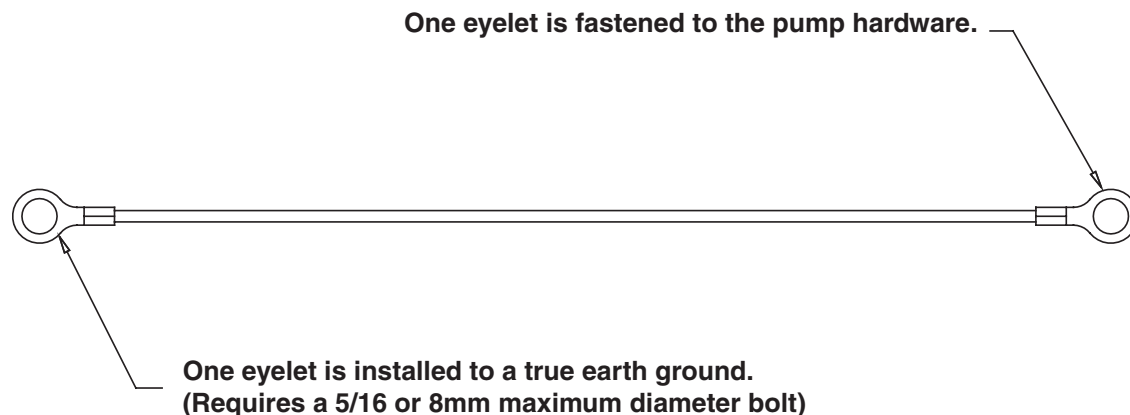 One eyelet is fastened to the pump hardware.
One eyelet is installed to a true earth ground.
(Requires a 5/16 or 8mm maximum diameter bolt)